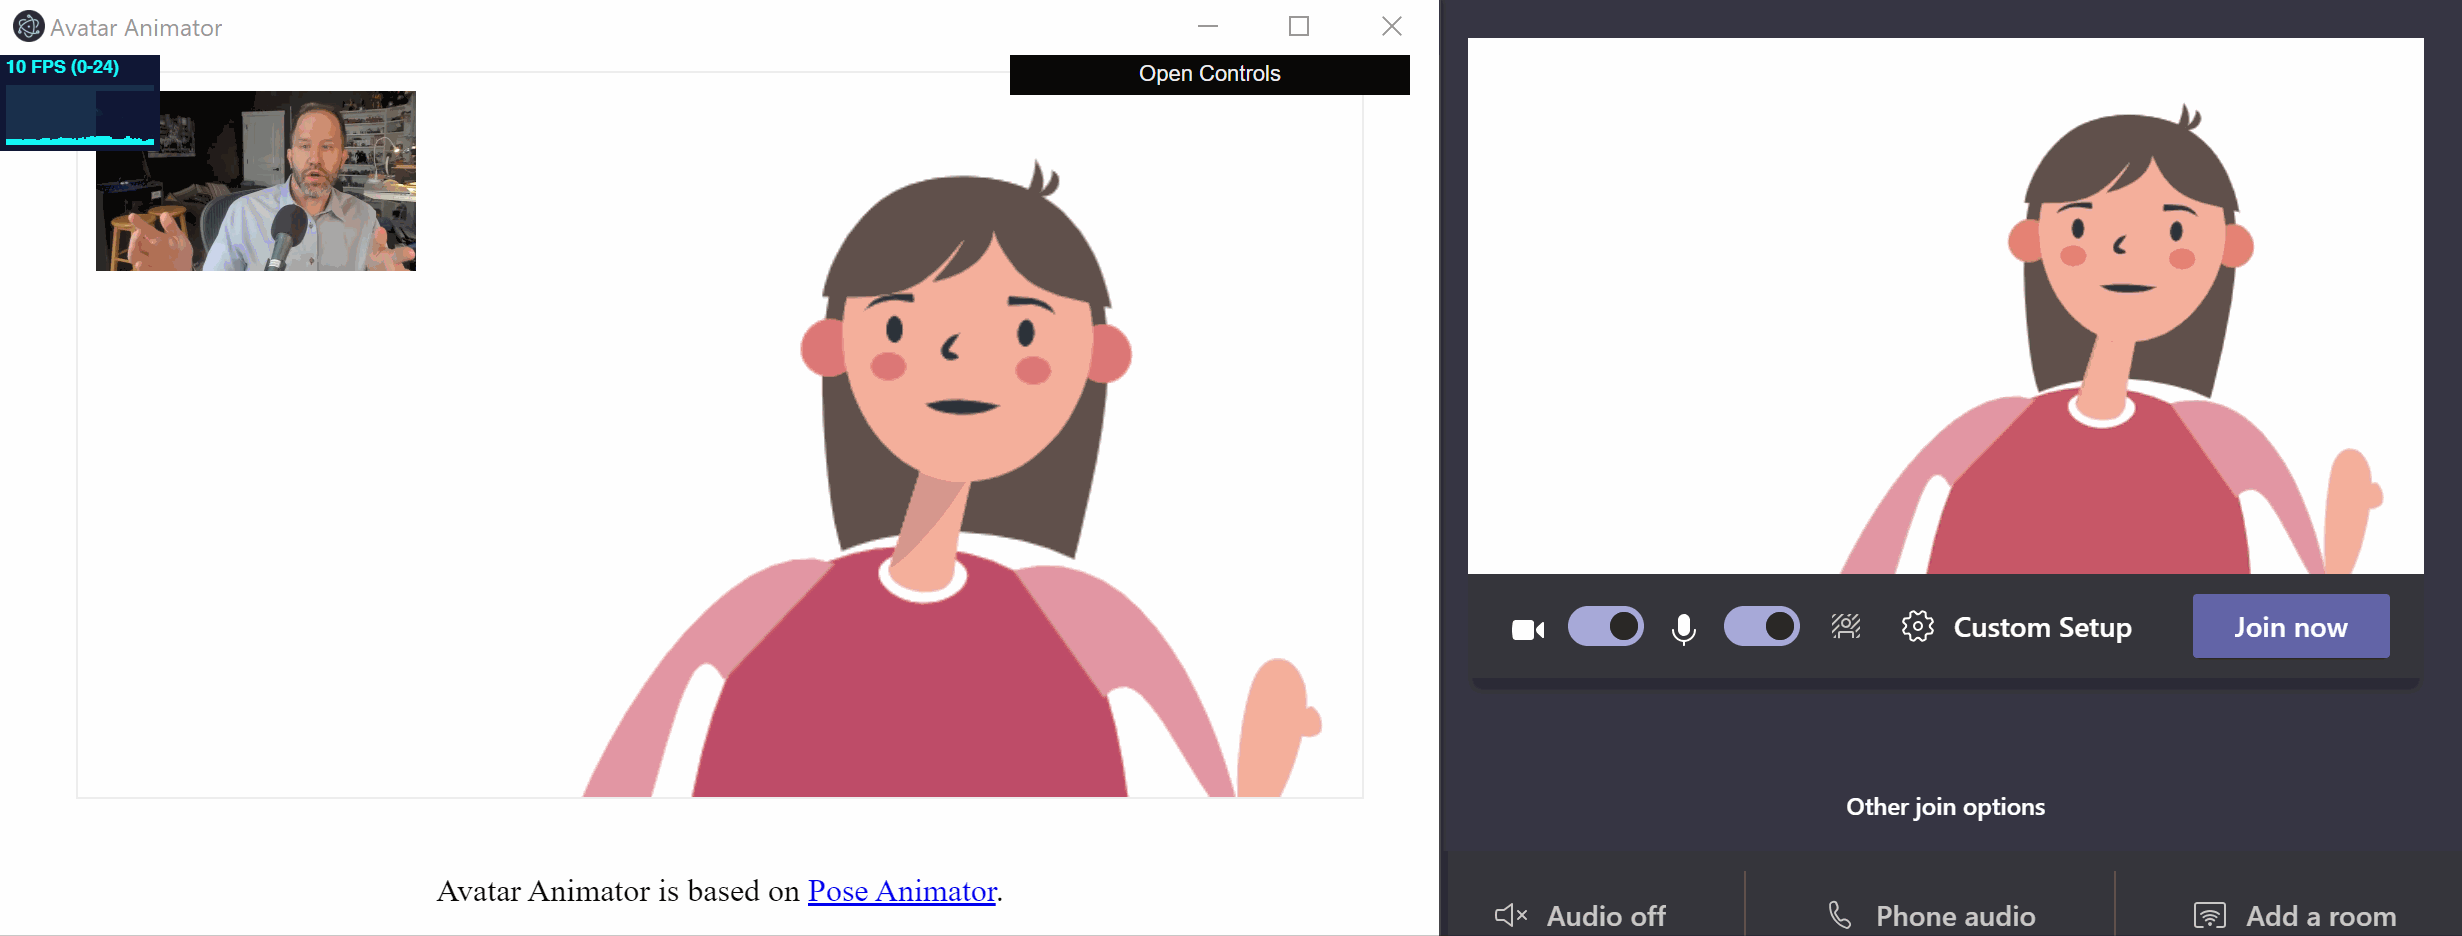 Avatar Animator
10 FPS (0-24)
Open Controls
Avatar Animator is based on Pose Animator.
Custom Setup
Join now
Other join options
Audio off
Phone audio
Add a room